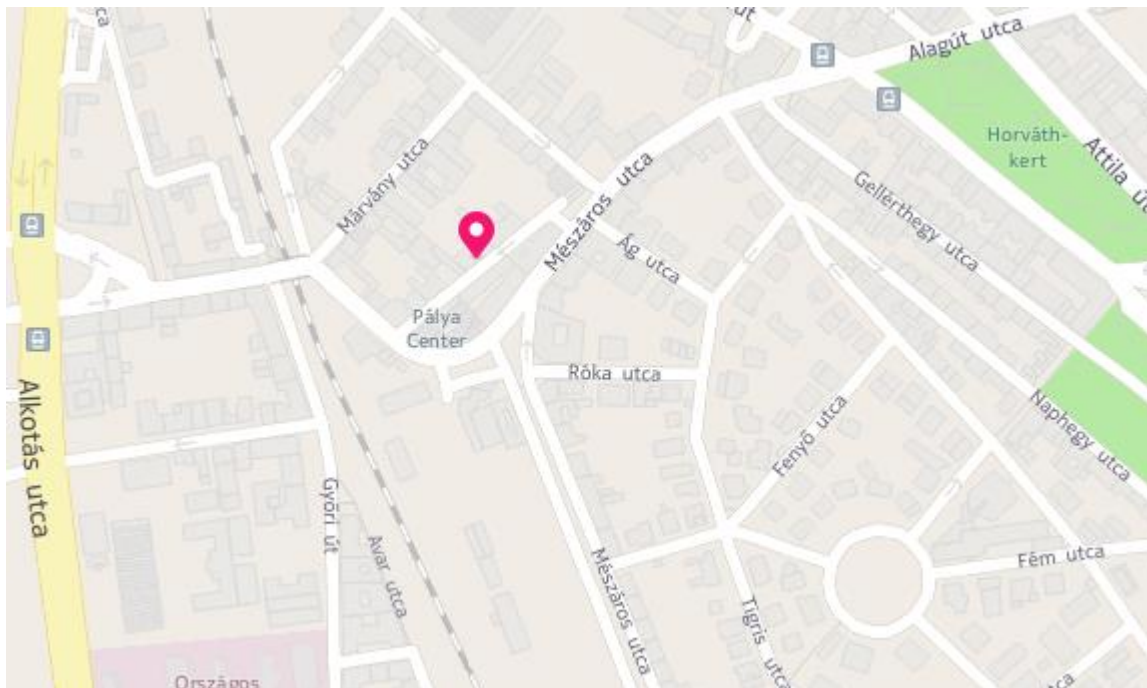 út
Alagút utca
Horváth-
kert
Attila
Márvány utca
Mészáros utca
Gellérthegy utca
Ág utca
Pálya
Center
Róka utca
Alkotás utca
Naphegy utca
Fenyő utca
Győri út
Avar utca
Mészáros utca
Fém utca
Tigris utca
Országos